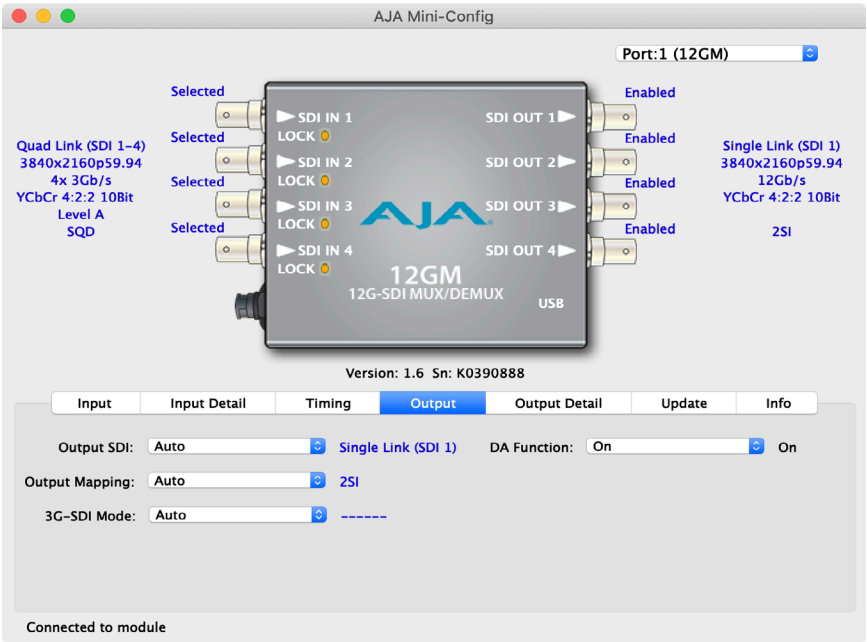 AJA Mini-Config
Port:1 (12GM)
Selected
Selected
Selected
Selected
Quad Link (SDI 1-4)
3840x2160p59.94
4x 3Gb/s
YCbCr 4:2:2 10Bit
Level A
SQD
SDI IN 1
LOCK
SDI IN 2
LOCK
SDI IN 3
LOCK
SDI IN 4
LOCK
AJA
12GM
12G-SDI MUX/DEMUX
SDI OUT 1
SDI OUT 2
SDI OUT 3
SDI OUT 4
USB
Enabled
Enabled
Enabled
Enabled
Single Link (SDI 1)
3840x2160p59.94
12Gb/s
YCbCr 4:2:2 10Bit
2SI
Version: 1.6 Sn: K0390888
Input Input Detail Timing Output Output Detail Update Info
Output SDI: Auto Single Link (SDI 1) DA Function: On On
Output Mapping: Auto 2SI
3G-SDI Mode: Auto ------
Connected to module